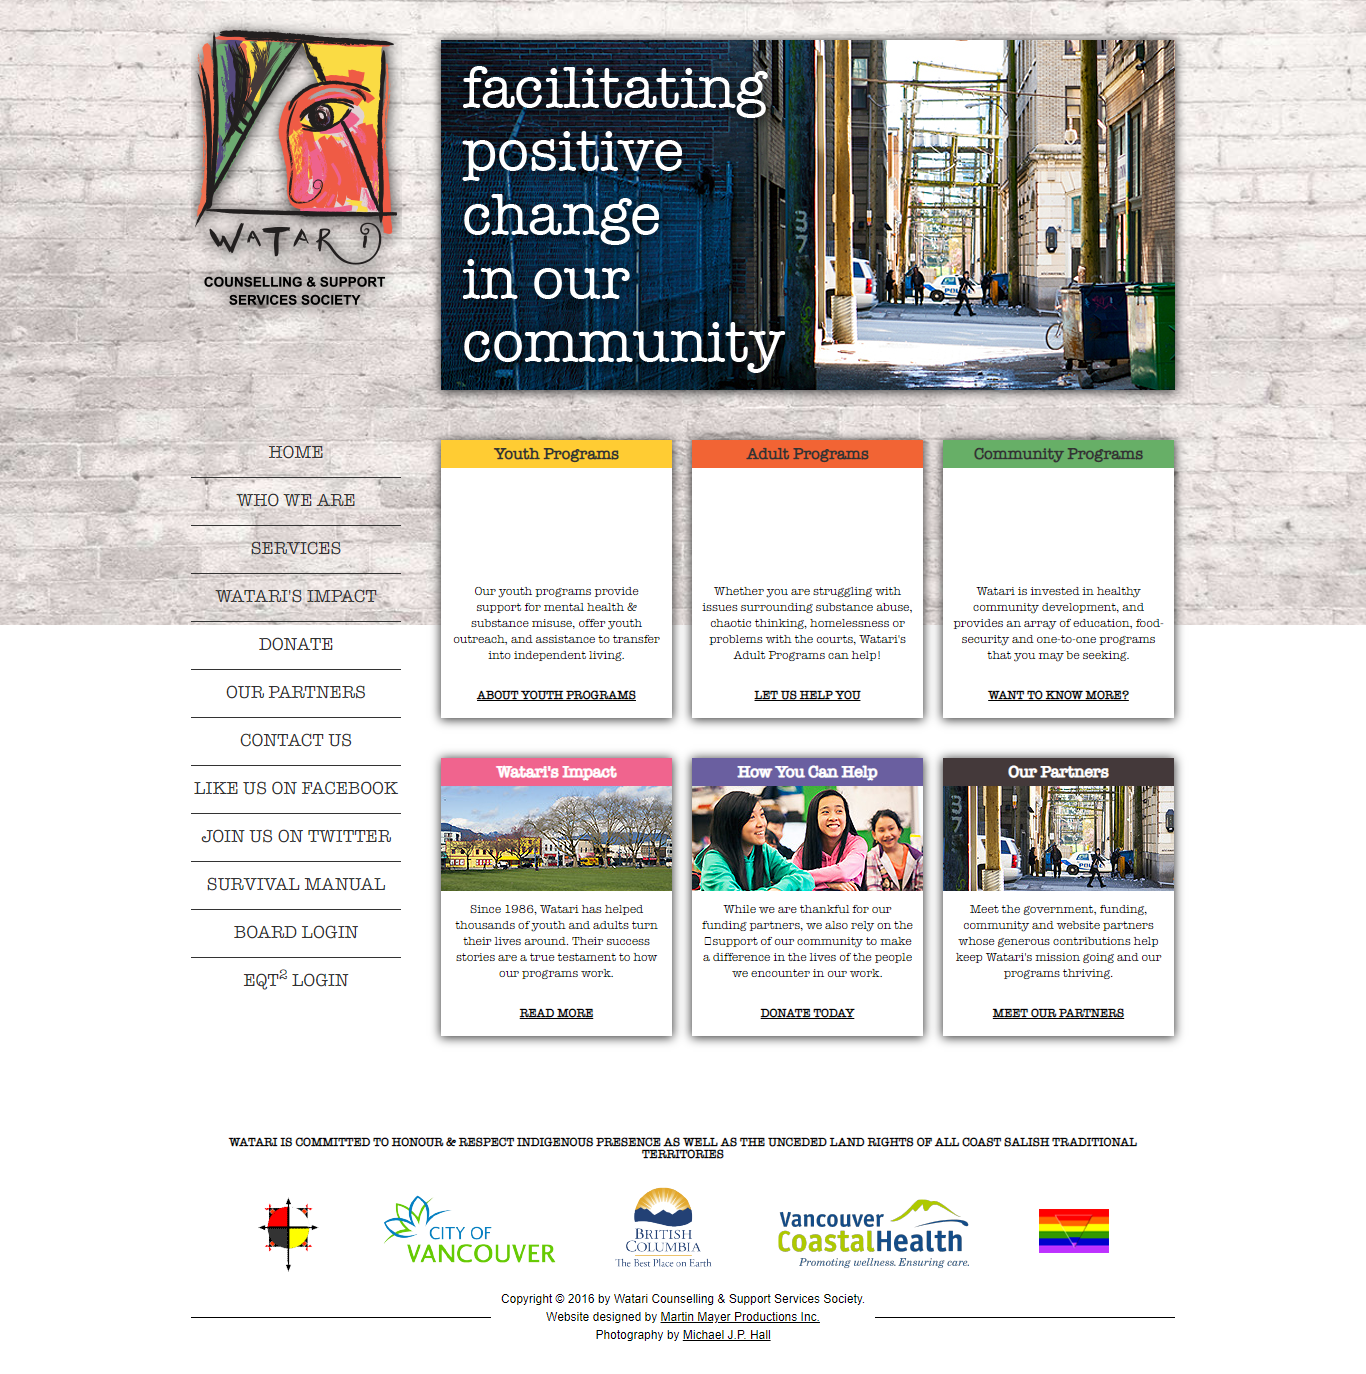 WATARI
COUNSELLING & SUPPORT
SERVICES SOCIETY
facilitating
positive
change
in our
community
HOME
WHO WE ARE
SERVICES
WATARI'S IMPACT
DONATE
OUR PARTNERS
CONTACT US
LIKE US ON FACEBOOK
JOIN US ON TWITTER
SURVIVAL MANUAL
BOARD LOGIN
EQT² LOGIN
Youth Programs
Our youth programs provide
support for mental health &
substance misuse, offer youth
outreach, and assistance to transfer
into independent living.
ABOUT YOUTH PROGRAMS
Adult Programs
Whether you are struggling with
issues surrounding substance abuse,
chaotic thinking, homelessness or
problems with the courts, Watari's
Adult Programs can help!
LET US HELP YOU
Community Programs
Watari is invested in healthy
community development, and
provides an array of education, food-
security and one-to-one programs
that you may be seeking.
WANT TO KNOW MORE?
Watari's Impact
Since 1986, Watari has helped
thousands of youth and adults turn
their lives around. Their success
stories are a true testament to how
our programs work.
READ MORE
How You Can Help
While we are thankful for our
funding partners, we also rely on the
support of our community to make
a difference in the lives of the people
we encounter in our work.
DONATE TODAY
Our Partners
37
Meet the government, funding,
community and website partners
whose generous contributions help
keep Watari's mission going and our
programs thriving.
MEET OUR PARTNERS
WATARI IS COMMITTED TO HONOUR & RESPECT INDIGENOUS PRESENCE AS WELL AS THE UNCEDED LAND RIGHTS OF ALL COAST SALISH TRADITIONAL
TERRITORIES
CITY OF
VANCOUVER
BRITISH
COLUMBIA
The Best Place on Earth
Vancouver
CoastalHealth
Promoting wellness. Ensuring care.
Copyright © 2016 by Watari Counselling & Support Services Society.
Website designed by Martin Mayer Productions Inc.
Photography by Michael J.P. Hall